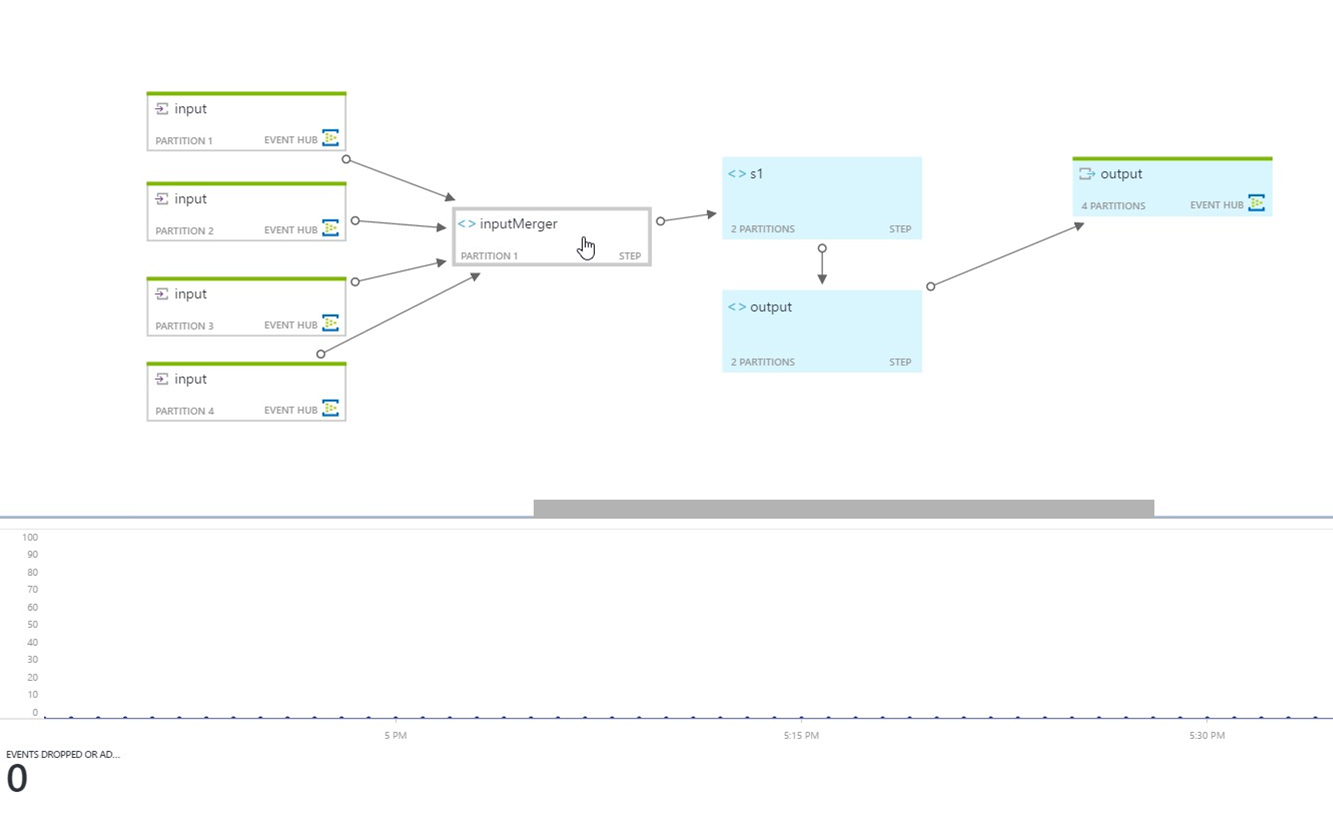 input
PARTITION 1 EVENT HUB
input
PARTITION 2 EVENT HUB
input
PARTITION 3 EVENT HUB
input
PARTITION 4 EVENT HUB
<> inputMerger
PARTITION 1 STEP
<> s1
2 PARTITIONS STEP
<> output
2 PARTITIONS STEP
output
4 PARTITIONS EVENT HUB
100
90
80
70
60
50
40
30
20
10
0
5 PM 5:15 PM 5:30 PM
EVENTS DROPPED OR AD...
0